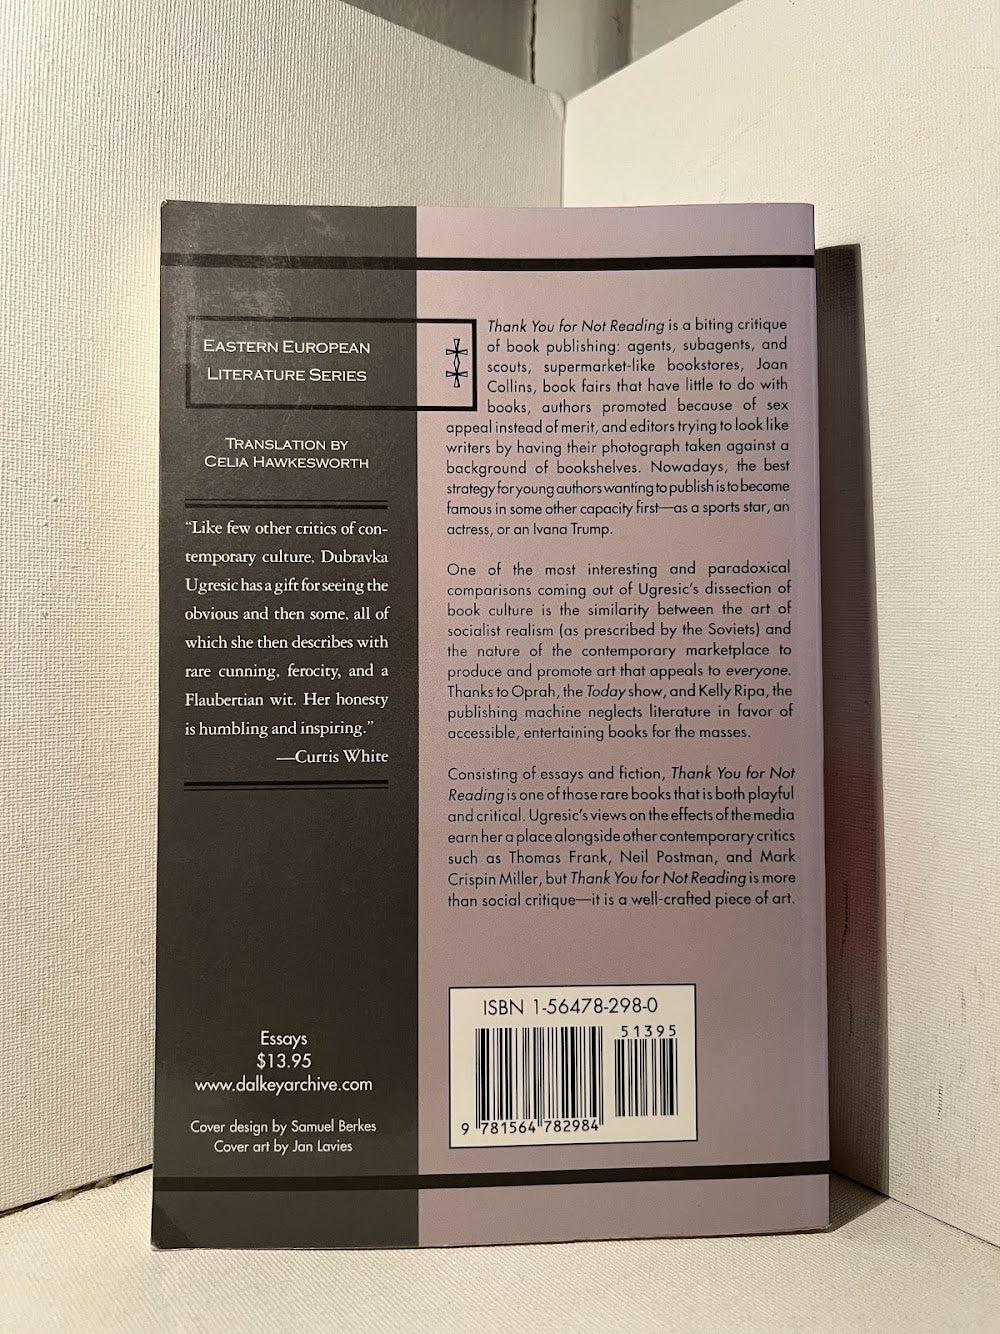 EASTERN EUROPEAN
LITERATURE SERIES
TRANSLATION BY
CELIA HAWKESWORTH
“Like few other critics of con-
temporary culture, Dubravka
Ugresic has a gift for seeing the
obvious and then some, all of
which she then describes with
rare cunning, ferocity, and a
Flaubertian wit. Her honesty
is humbling and inspiring.”
—Curtis White
Essays
$13.95
www.dalkeyarchive.com
Cover design by Samuel Berkes
Cover art by Jan Lavies
Thank You for Not Reading is a biting critique
of book publishing: agents, subagents, and
scouts, supermarket-like bookstores, Joan
Collins, book fairs that have little to do with
books, authors promoted because of sex
appeal instead of merit, and editors trying to look like
writers by having their photograph taken against a
background of bookshelves. Nowadays, the best
strategy for young authors wanting to publish is to become
famous in some other capacity first—as a sports star, an
actress, or an Ivana Trump.
One of the most interesting and paradoxical
comparisons coming out of Ugresic's dissection of
book culture is the similarity between the art of
socialist realism (as prescribed by the Soviets) and
the nature of the contemporary marketplace to
produce and promote art that appeals to everyone.
Thanks to Oprah, the Today show, and Kelly Ripa, the
publishing machine neglects literature in favor of
accessible, entertaining books for the masses.
Consisting of essays and fiction, Thank You for Not
Reading is one of those rare books that is both playful
and critical. Ugresic's views on the effects of the media
earn her a place alongside other contemporary critics
such as Thomas Frank, Neil Postman, and Mark
Crispin Miller, but Thank You for Not Reading is more
than social critique—it is a well-crafted piece of art.
ISBN 1-56478-298-0
51395
9 781564 782984